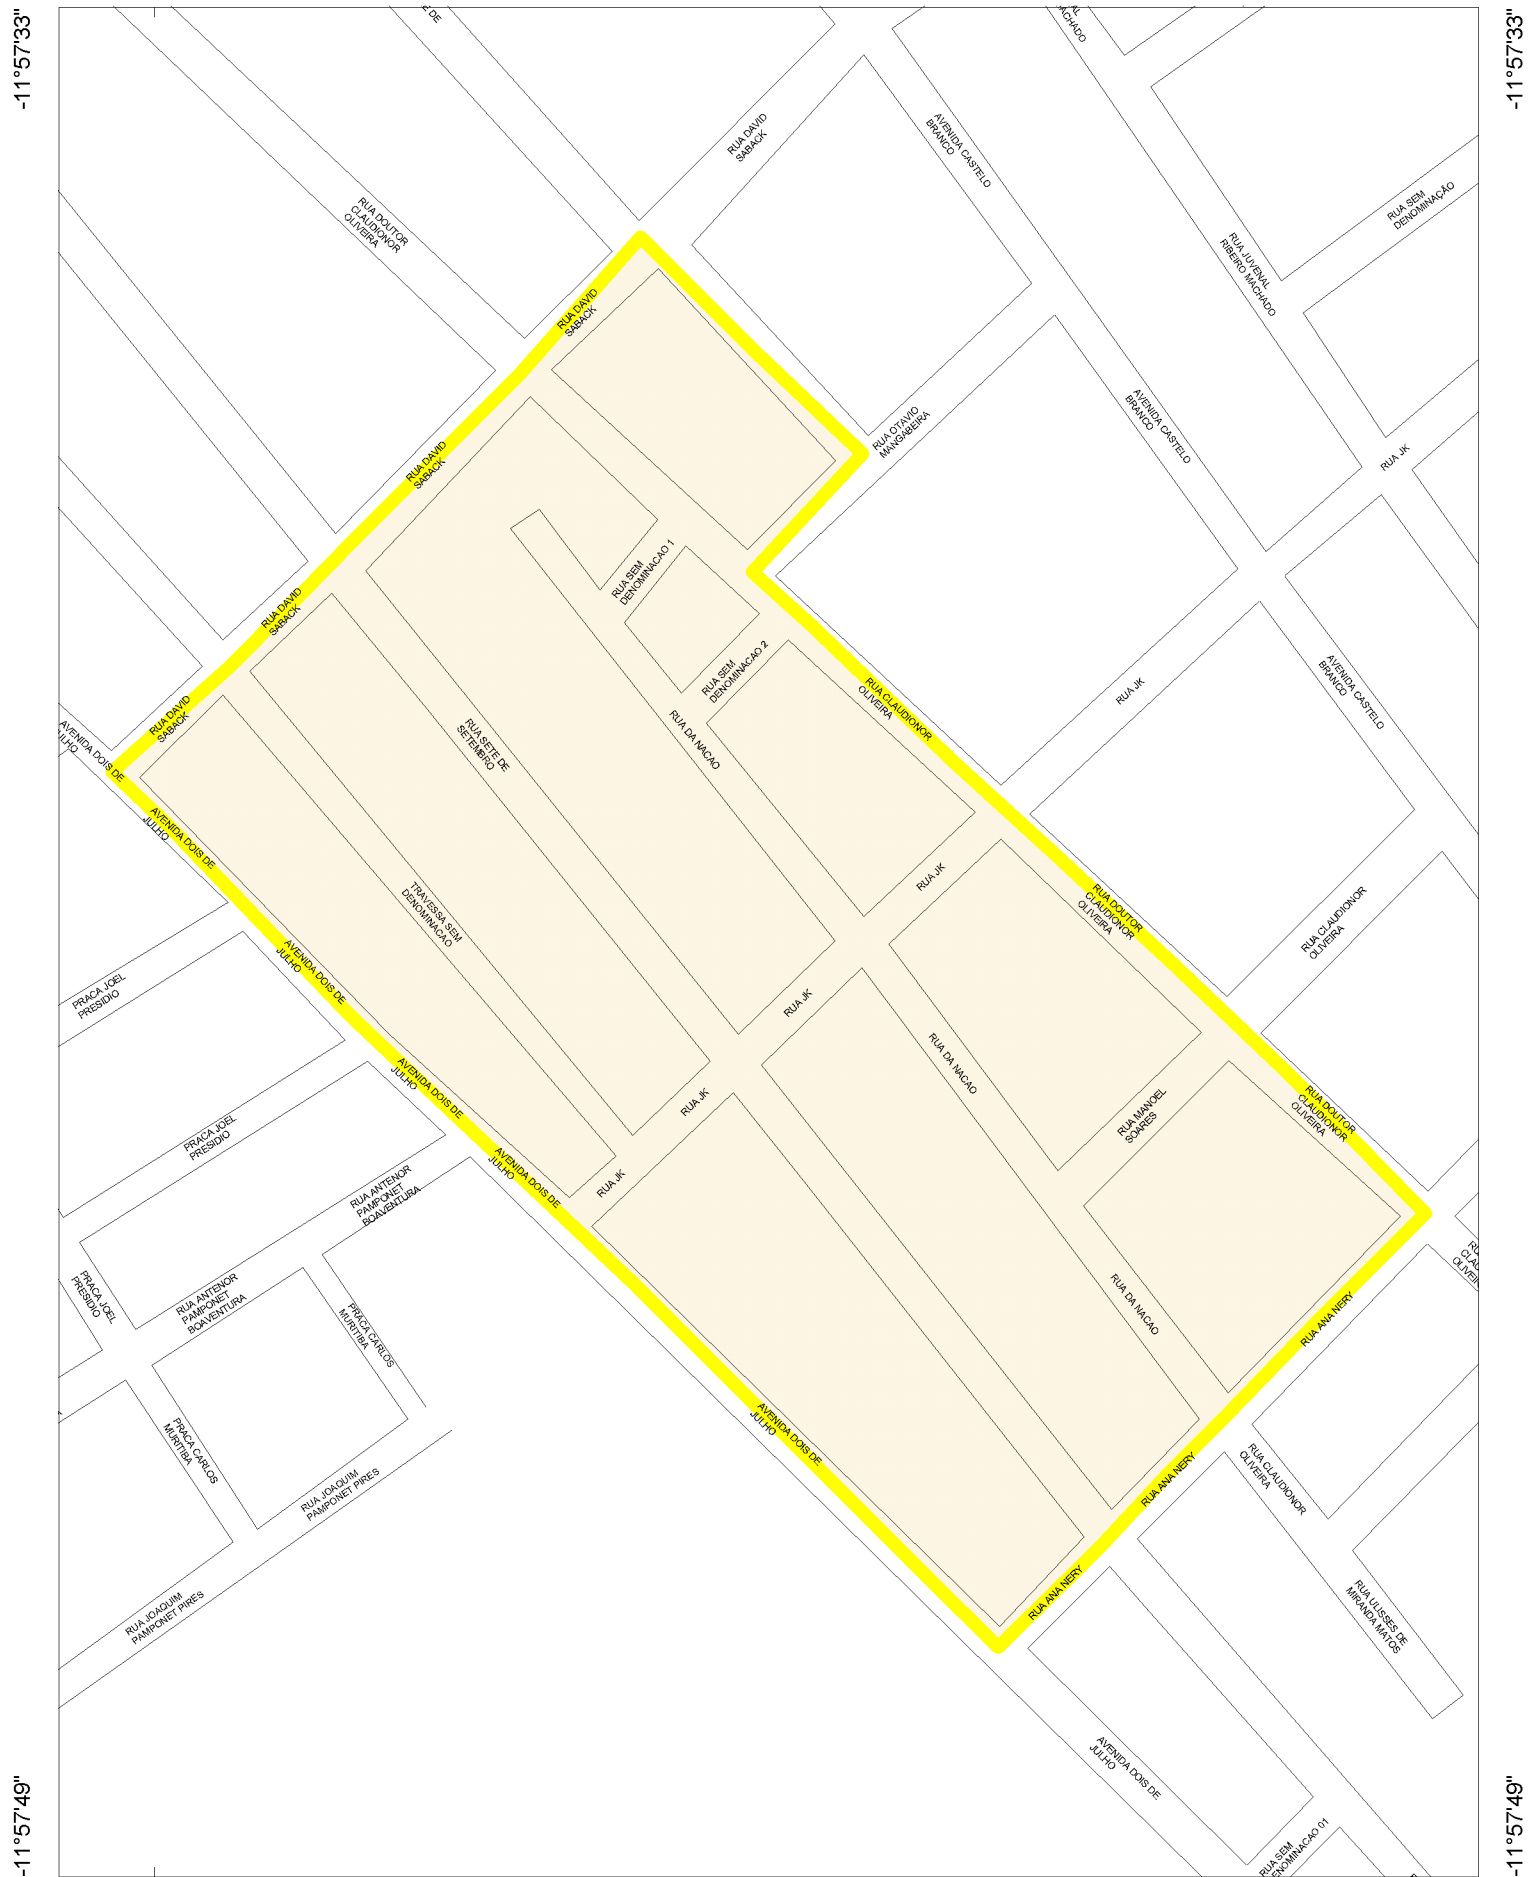 -11°57'33"
-11°57'33"
E DE
ACHADO
RUA DAVID
SABACK
AVENIDA CASTELO
BRANCO
RUA DOUTOR
CLAUDIONOR
OLIVEIRA
RUA SEM
DENOMINAÇÃO
RUA JUVENAL
RIBEIRO MACHADO
RUA DAVID
SABACK
RUA OTAVIO
MANGABEIRA
AVENIDA CASTELO
BRANCO
RUA JK
RUA DAVID
SABACK
RUA SEM
DENOMINACAO 1
RUA DAVID
SABACK
RUA SEM
DENOMINACAO 2
RUA CLAUDIONOR
OLIVEIRA
RUA JK
AVENIDA CASTELO
BRANCO
RUA DAVID
SABACK
AVENIDA DOIS DE
JULHO
RUA SETE DE
SETEMBRO
RUA DA NACAO
AVENIDA DOIS DE
JULHO
RUA JK
RUA DOUTOR
CLAUDIONOR
OLIVEIRA
RUA CLAUDIONOR
OLIVEIRA
TRAVESSA SEM
DENOMINACAO
AVENIDA DOIS DE
JULHO
PRACA JOEL
PRESIDIO
RUA JK
RUA DA NACAO
AVENIDA DOIS DE
JULHO
RUA JK
RUA MANOEL
SOARES
RUA DOUTOR
CLAUDIONOR
OLIVEIRA
PRACA JOEL
PRESIDIO
RUA ANTENOR
PAMPONET
BOAVENTURA
AVENIDA DOIS DE
JULHO
RUA JK
PRACA JOEL
PRESIDIO
RUA ANTENOR
PAMPONET
BOAVENTURA
PRACA CARLOS
MURITIBA
RUA DA NACAO
RUA ANA NERY
PRACA CARLOS
MURITIBA
AVENIDA DOIS DE
JULHO
RUA JOAQUIM
PAMPONET PIRES
RUA ANA NERY
RUA CLAUDIONOR
OLIVEIRA
RUA JOAQUIM
PAMPONET PIRES
RUA ANA NERY
RUA ULISSES DE
MIRANDA MATOS
AVENIDA DOIS DE
JULHO
RUA SEM
ENOMINACAO 01
-11°57'49"
-11°57'49"